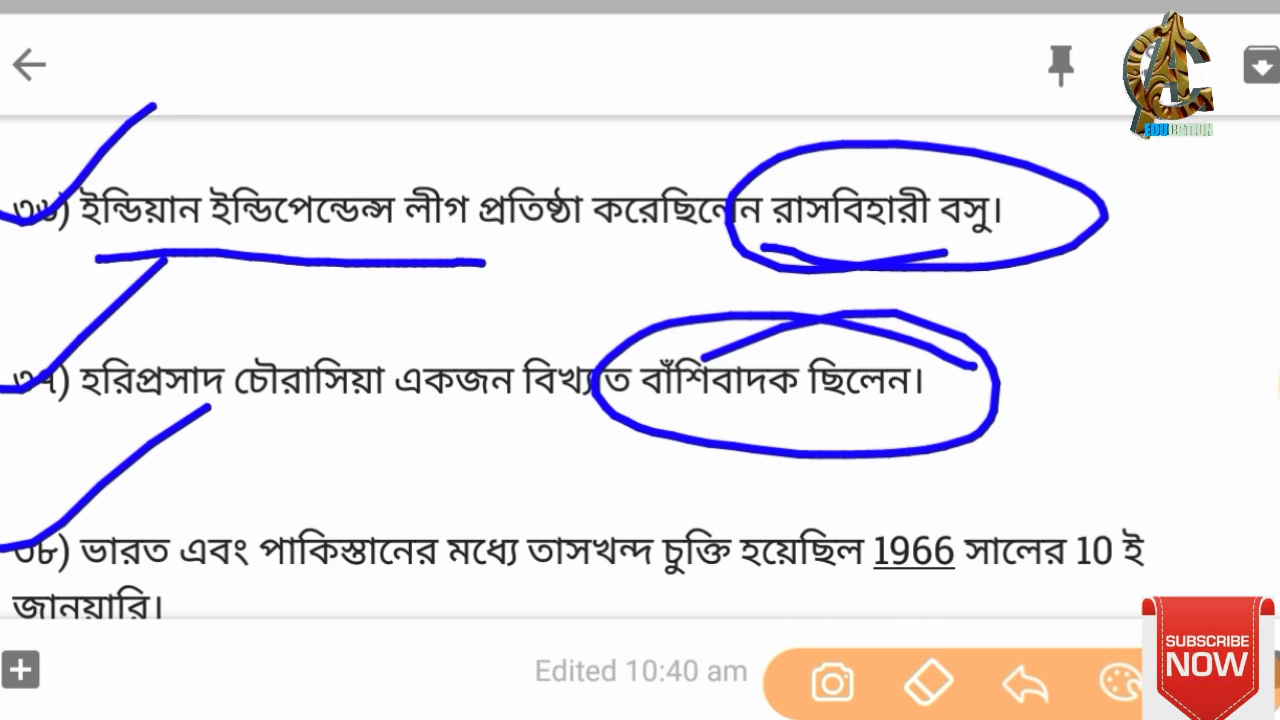 EDUCATION
৩৬) ইন্ডিয়ান ইন্ডিপেন্ডেন্স লীগ প্রতিষ্ঠা করেছিলেন রাসবিহারী বসু।
৩৭) হরিপ্রসাদ চৌরাসিয়া একজন বিখ্যাত বাঁশিবাদক ছিলেন।
৩৮) ভারত এবং পাকিস্তানের মধ্যে তাসখন্দ চুক্তি হয়েছিল 1966 সালের 10 ই
জানুয়ারি।
Edited 10:40 am
SUBSCRIBE
NOW